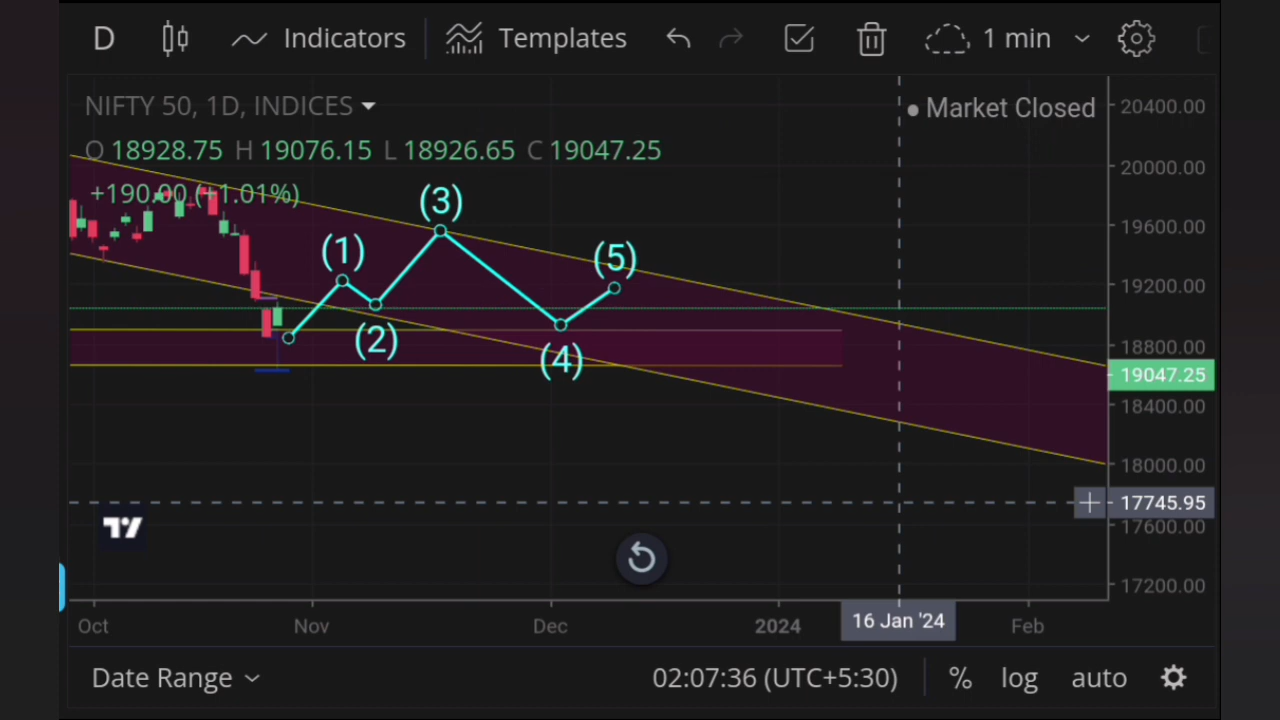 D Indicators Templates 1 min
NIFTY 50, 1D, INDICES
Market Closed
O 18928.75 H 19076.15 L 18926.65 C 19047.25
+190.00 (+1.01%)
(1)
(2)
(3)
(4)
(5)
20400.00
20000.00
19600.00
19200.00
18800.00
19047.25
18400.00
18000.00
17745.95
17600.00
17200.00
Oct Nov Dec 2024 16 Jan '24 Feb
Date Range 02:07:36 (UTC+5:30) % log auto